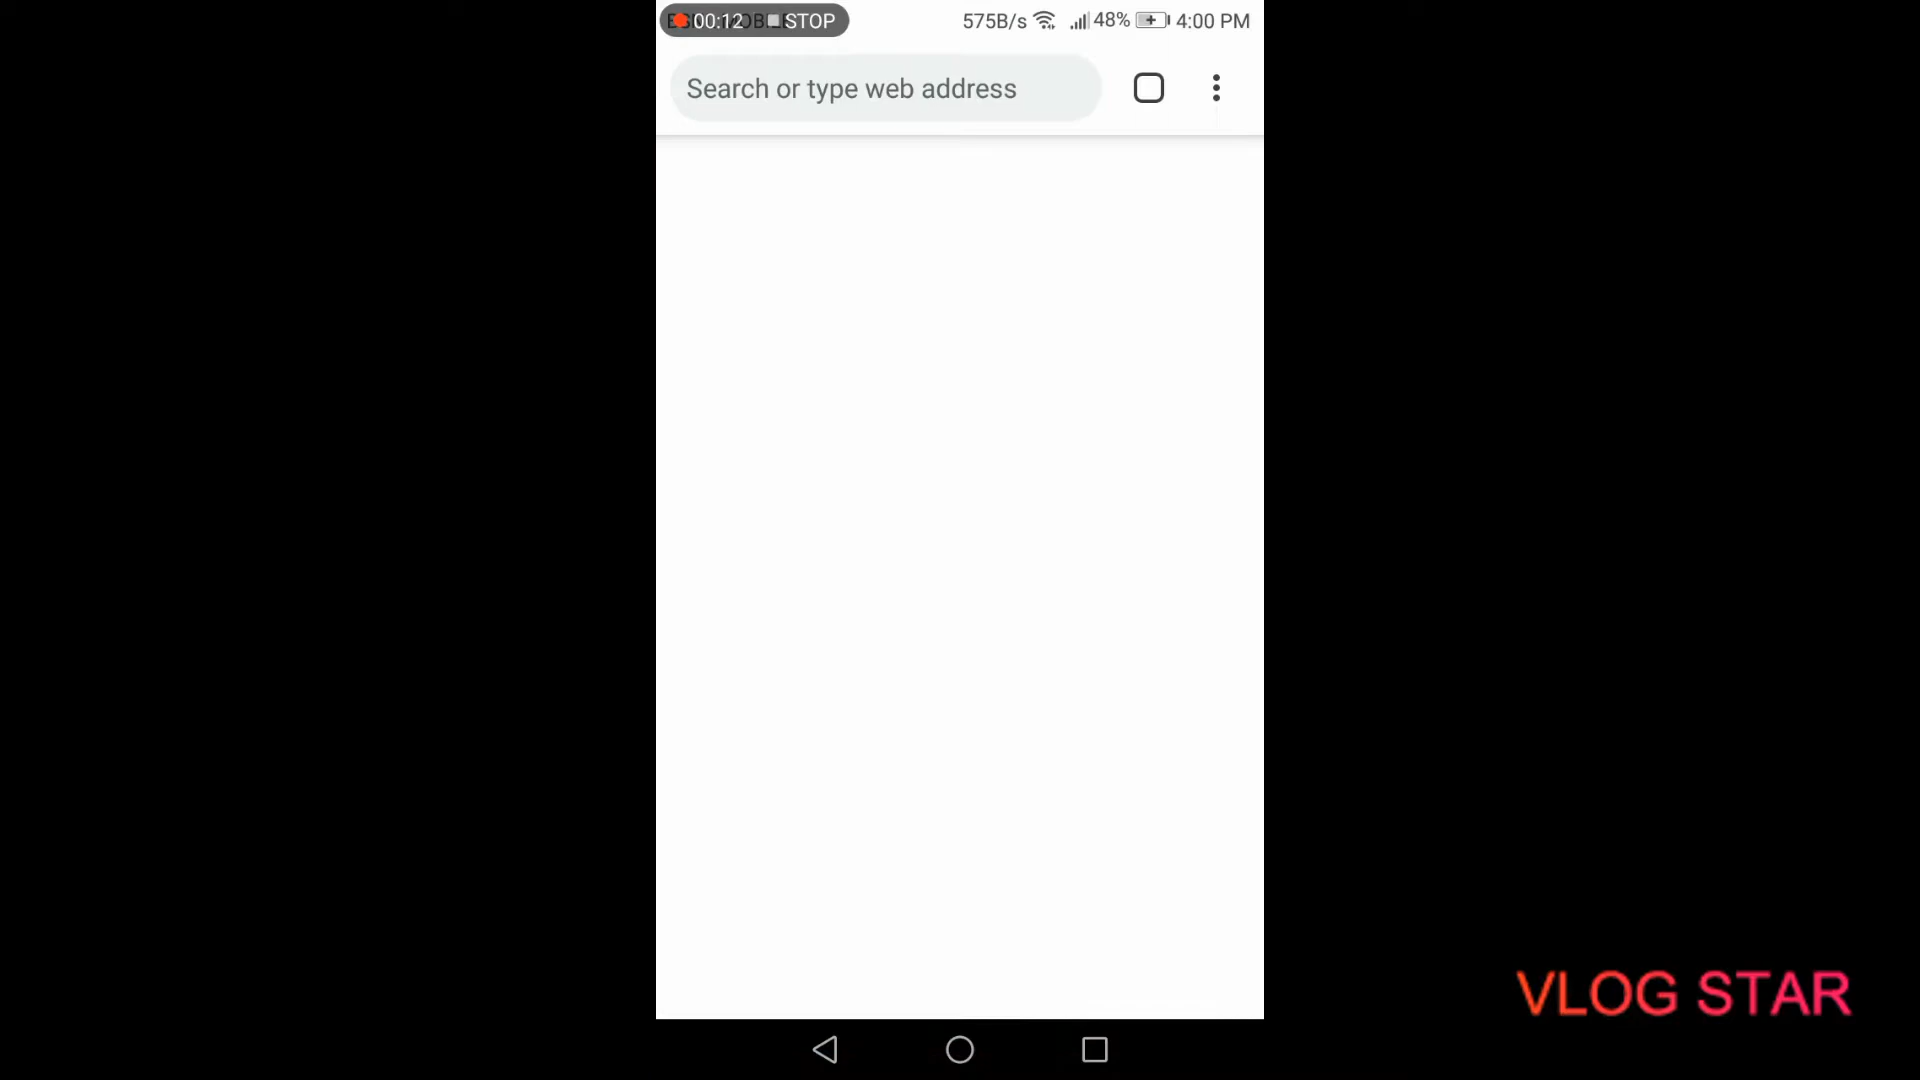 00:12 STOP
575B/s 48% 4:00 PM
Search or type web address
VLOG STAR